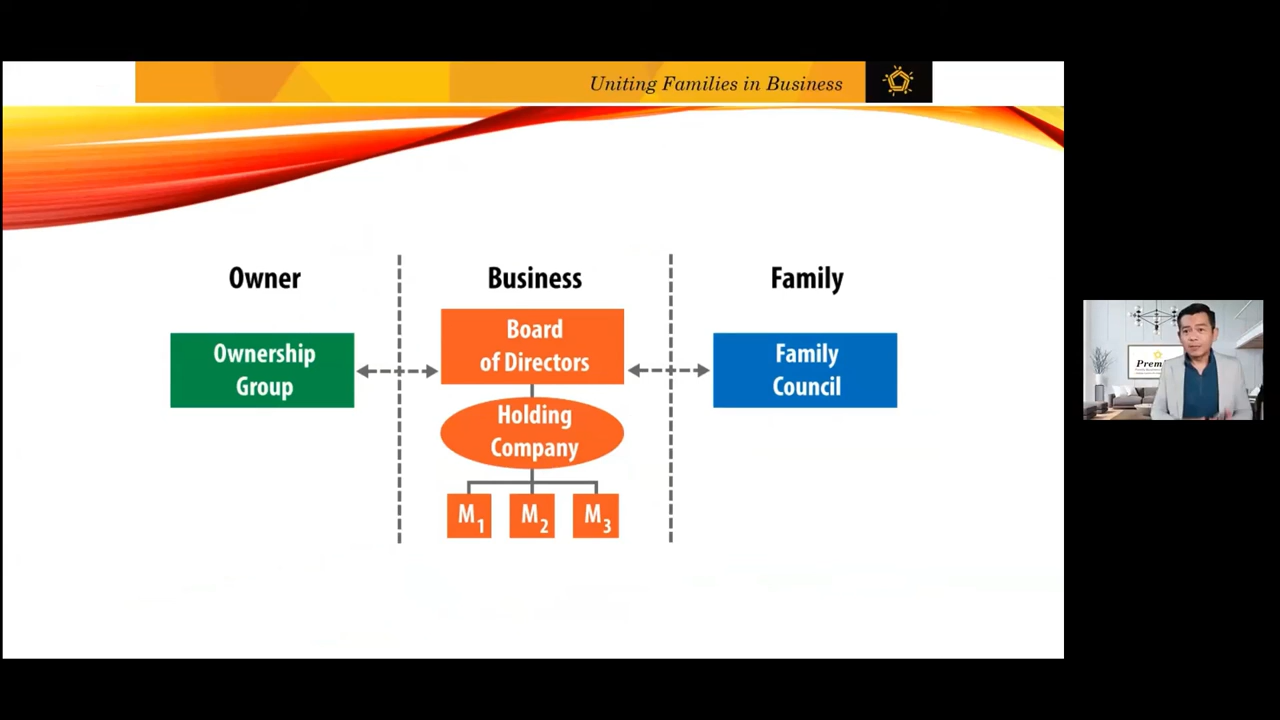 Uniting Families in Business
Owner
Business
Family
Ownership
Group
Board
of Directors
Family
Council
Holding
Company
M1
M2
M3